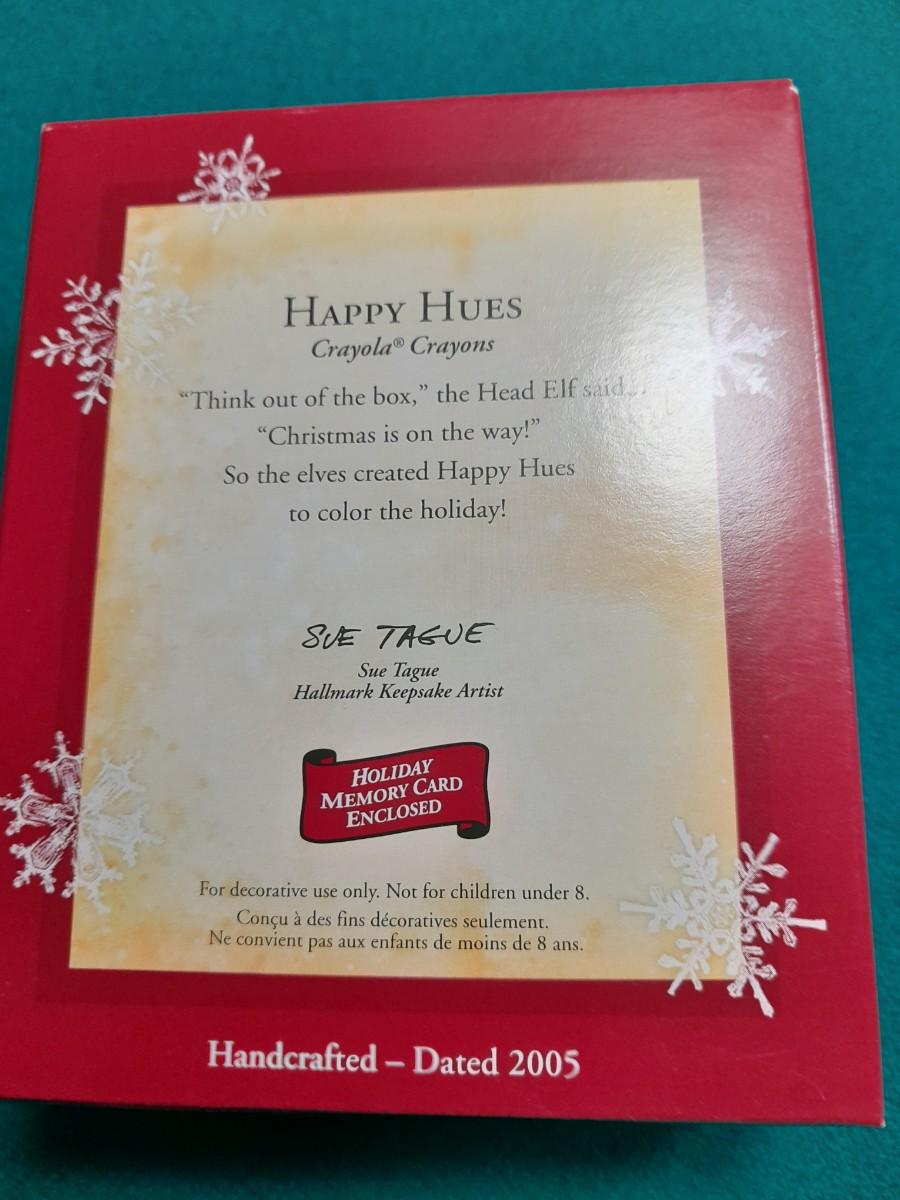 HAPPY HUES
Crayola® Crayons
“Think out of the box,” the Head Elf said...
“Christmas is on the way!”
So the elves created Happy Hues
to color the holiday!
SUE TAGUE
Sue Tague
Hallmark Keepsake Artist
HOLIDAY
MEMORY CARD
ENCLOSED
For decorative use only. Not for children under 8.
Conçu à des fins décoratives seulement.
Ne convient pas aux enfants de moins de 8 ans.
Handcrafted – Dated 2005